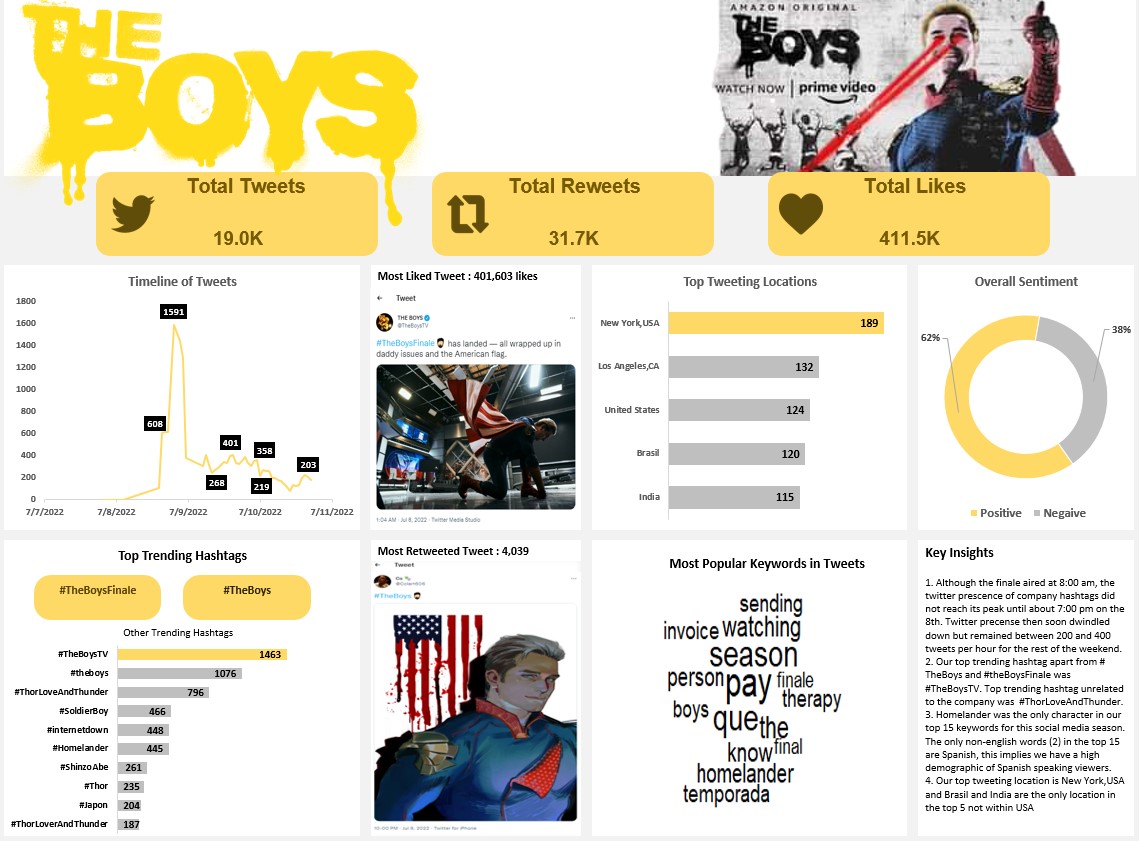 THE
BOYS
AMAZON ORIGINAL
THE
BOYS
WATCH NOW | prime video
Total Tweets
19.0K
Total Reweets
31.7K
Total Likes
411.5K
Timeline of Tweets
1800
1600
1400
1200
1000
800
600
400
200
0
1591
608
401
358
268
219
203
7/7/2022
7/8/2022
7/9/2022
7/10/2022
7/11/2022
Most Liked Tweet : 401,603 likes
Tweet
THE BOYS
@TheBoysTV
#TheBoysFinale has landed — all wrapped up in
daddy issues and the American flag.
1:04 AM · Jul 8, 2022 · Twitter Media Studio
Top Tweeting Locations
New York,USA 189
Los Angeles,CA 132
United States 124
Brasil 120
India 115
Overall Sentiment
62%
38%
Positive Negaive
Top Trending Hashtags
#TheBoysFinale
#TheBoys
Other Trending Hashtags
#TheBoysTV 1463
#theboys 1076
#ThorLoveAndThunder 796
#SoldierBoy 466
#internetdown 448
#Homelander 445
#ShinzoAbe 261
#Thor 235
#Japon 204
#ThorLoverAndThunder 187
Most Retweeted Tweet : 4,039
Tweet
#TheBoys
10:00 PM · Jul 8, 2022 · Twitter for iPhone
Most Popular Keywords in Tweets
sending
invoice watching
season
person pay finale
therapy
boys que the
know final
homelander
temporada
Key Insights
1. Although the finale aired at 8:00 am, the
twitter prescence of company hashtags did
not reach its peak until about 7:00 pm on the
8th. Twitter precense then soon dwindled
down but remained between 200 and 400
tweets per hour for the rest of the weekend.
2. Our top trending hashtag apart from #
TheBoys and #theBoysFinale was
#TheBoysTV. Top trending hashtag unrelated
to the company was #ThorLoveAndThunder.
3. Homelander was the only character in our
top 15 keywords for this social media season.
The only non-english words (2) in the top 15
are Spanish, this implies we have a high
demographic of Spanish speaking viewers.
4. Our top tweeting location is New York,USA
and Brasil and India are the only location in
the top 5 not within USA